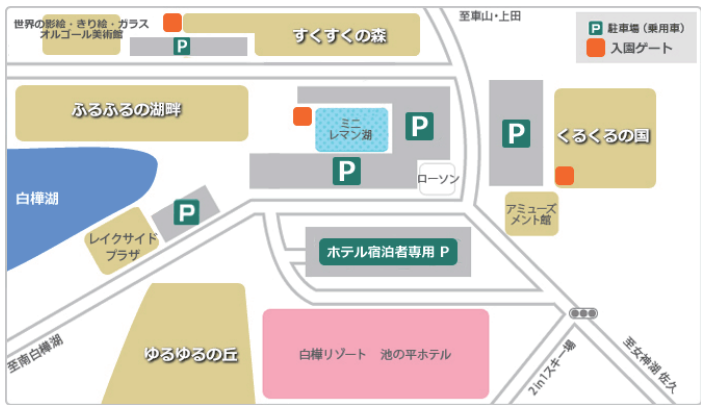 世界の影絵・きり絵・ガラス
オルゴール美術館
P
すくすくの森
至車山・上田
P 駐車場（乗用車）
入園ゲート
ふるふるの湖畔
ミニ
レマン湖
P
P
P
くるくるの国
ローソン
白樺湖
P
レイクサイド
プラザ
アミューズ
メント館
ホテル宿泊者専用 P
至南白樺湖
ゆるゆるの丘
白樺リゾート 池の平ホテル
2in1スキー場
至女神湖 佐久